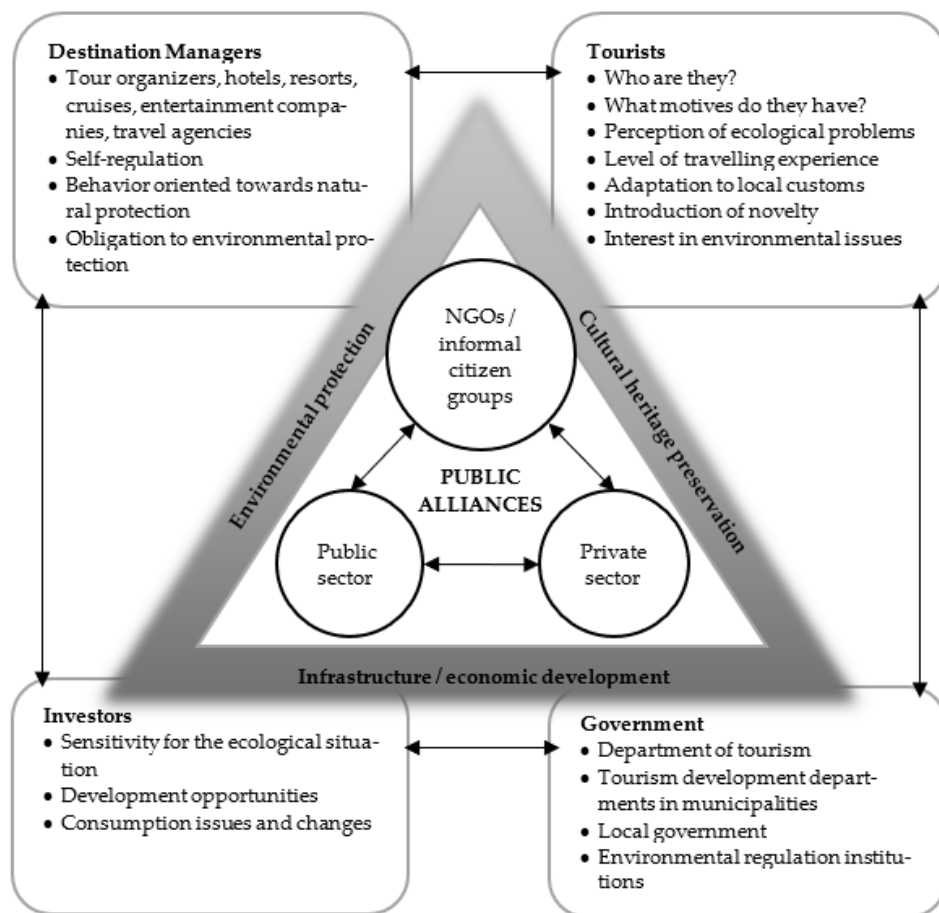 Destination Managers
• Tour organizers, hotels, resorts,
cruises, entertainment compa-
nies, travel agencies
• Self-regulation
• Behavior oriented towards natu-
ral protection
• Obligation to environmental pro-
tection
Tourists
• Who are they?
• What motives do they have?
• Perception of ecological problems
• Level of travelling experience
• Adaptation to local customs
• Introduction of novelty
• Interest in environmental issues
Environmental protection
Cultural heritage preservation
NGOs /
informal
citizen
groups
PUBLIC
ALLIANCES
Public
sector
Private
sector
Infrastructure / economic development
Investors
• Sensitivity for the ecological situa-
tion
• Development opportunities
• Consumption issues and changes
Government
• Department of tourism
• Tourism development depart-
ments in municipalities
• Local government
• Environmental regulation institu-
tions